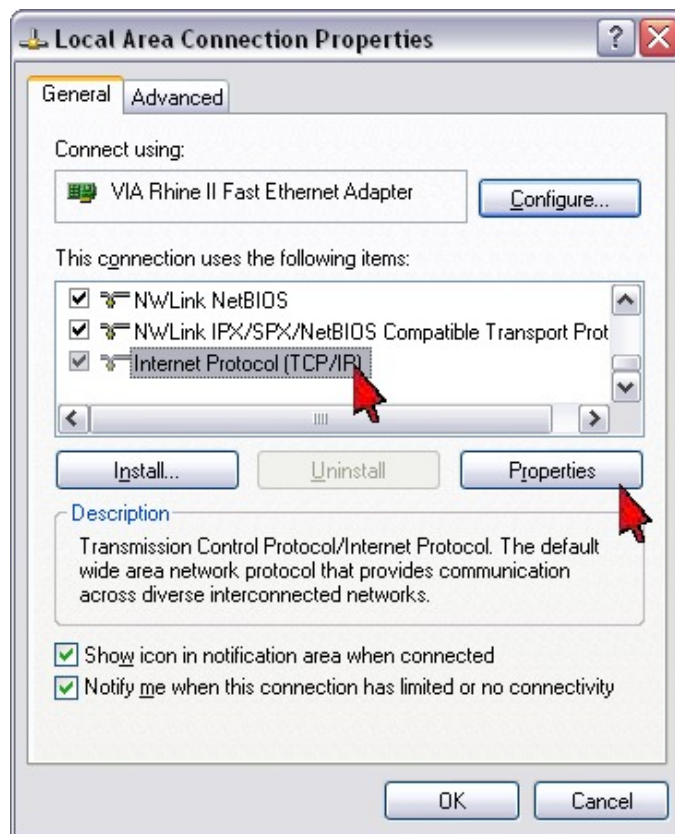 Local Area Connection Properties
General
Advanced
Connect using:
VIA Rhine II Fast Ethernet Adapter
Configure...
This connection uses the following items:
NWLink NetBIOS
NWLink IPX/SPX/NetBIOS Compatible Transport Prot
Internet Protocol (TCP/IP)
Install...
Uninstall
Properties
Description
Transmission Control Protocol/Internet Protocol. The default
wide area network protocol that provides communication
across diverse interconnected networks.
Show icon in notification area when connected
Notify me when this connection has limited or no connectivity
OK
Cancel